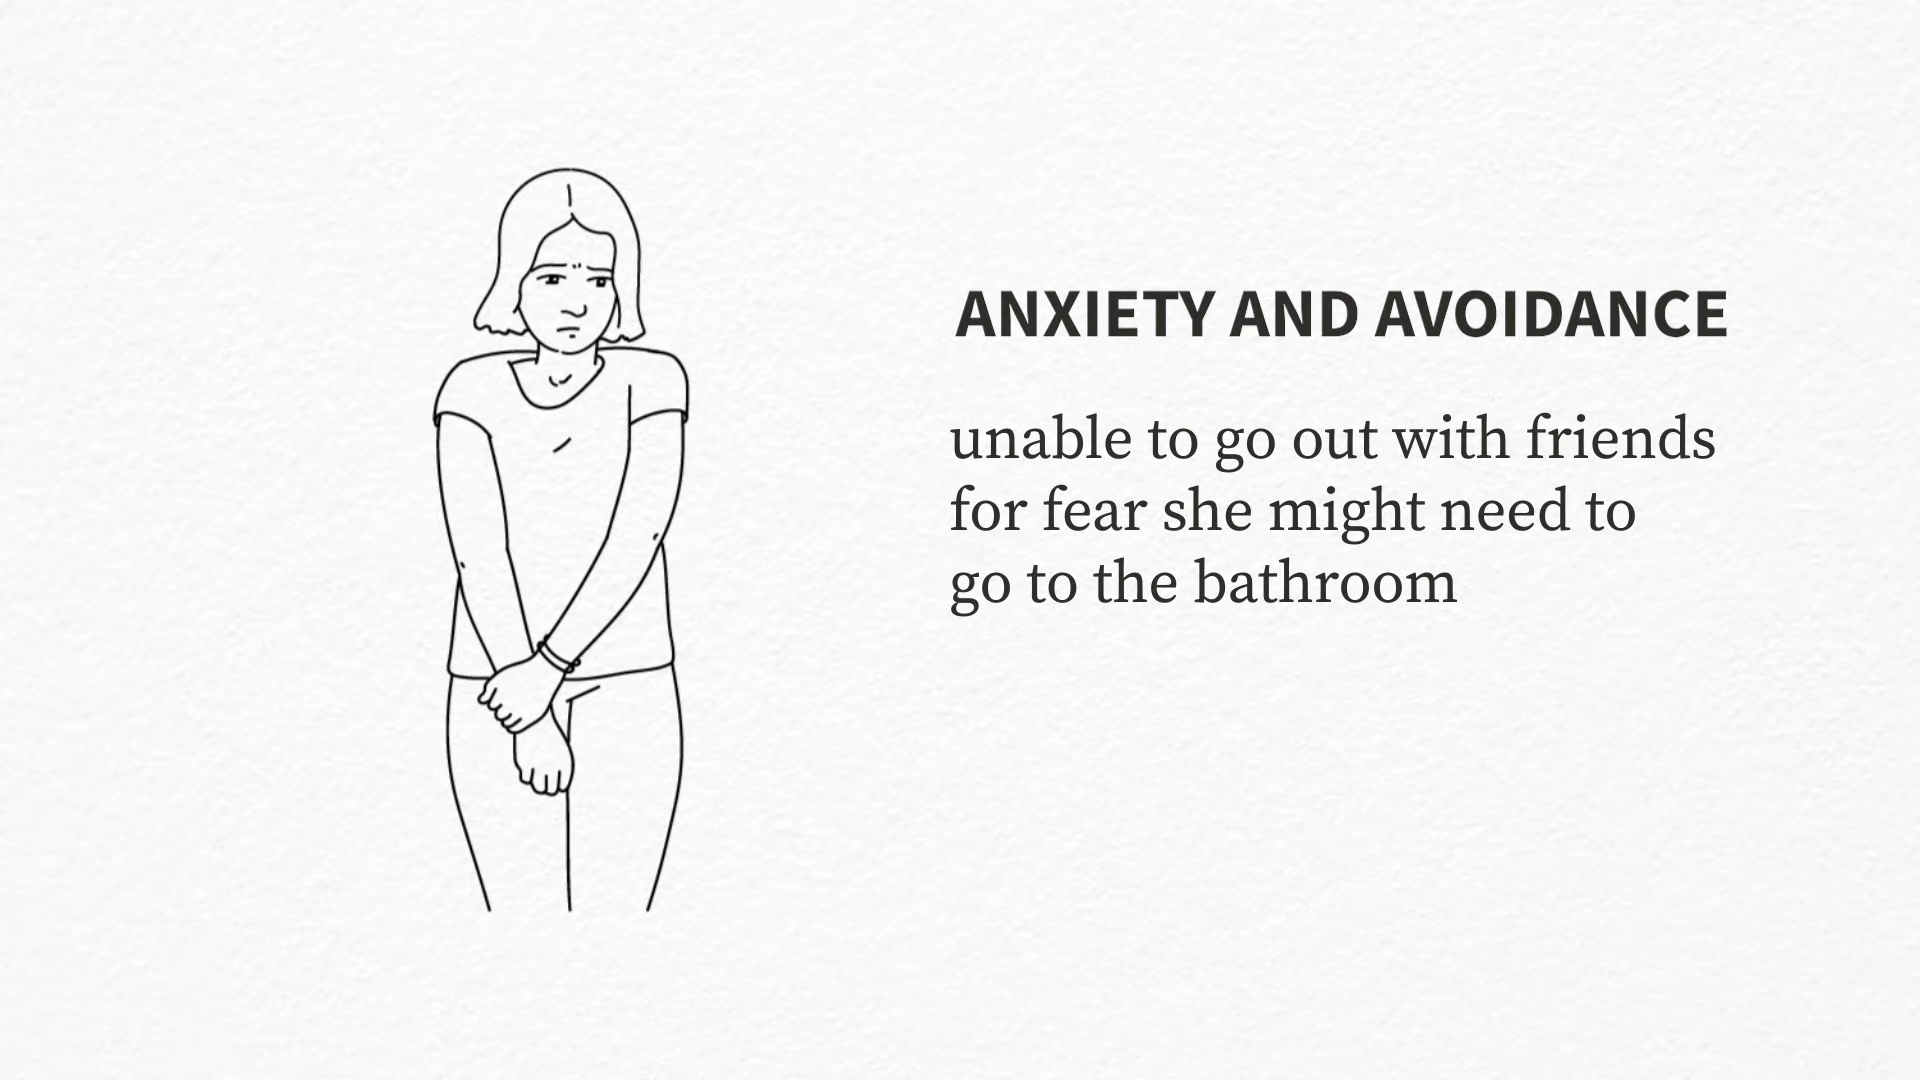 ANXIETY AND AVOIDANCE
unable to go out with friends
for fear she might need to
go to the bathroom